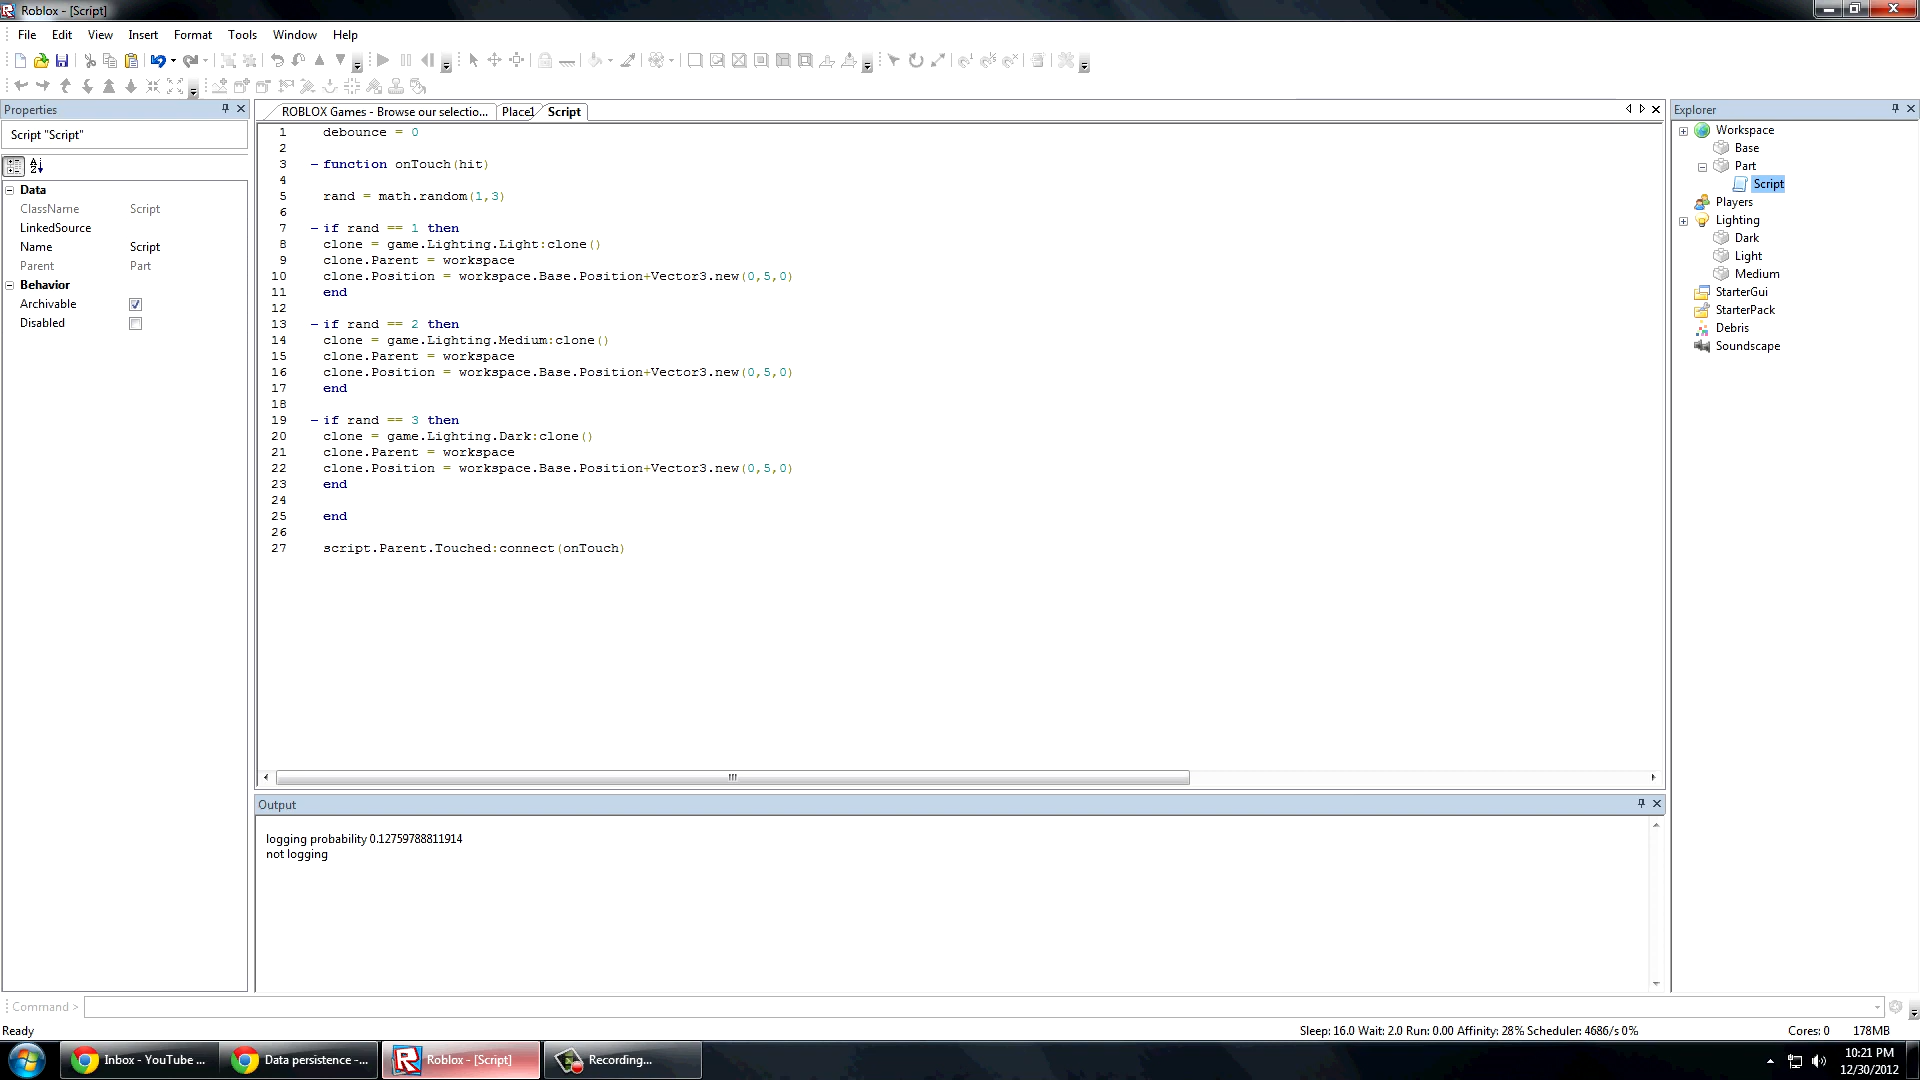 Roblox - [Script]
File Edit View Insert Format Tools Window Help
Properties
Script "Script"
Data
ClassName Script
LinkedSource
Name Script
Parent Part
Behavior
Archivable
Disabled
ROBLOX Games - Browse our selectio... Place1 Script
1 debounce = 0
2
3 function onTouch(hit)
4
5 rand = math.random(1,3)
6
7 if rand == 1 then
8 clone = game.Lighting.Light:clone()
9 clone.Parent = workspace
10 clone.Position = workspace.Base.Position+Vector3.new(0,5,0)
11 end
12
13 if rand == 2 then
14 clone = game.Lighting.Medium:clone()
15 clone.Parent = workspace
16 clone.Position = workspace.Base.Position+Vector3.new(0,5,0)
17 end
18
19 if rand == 3 then
20 clone = game.Lighting.Dark:clone()
21 clone.Parent = workspace
22 clone.Position = workspace.Base.Position+Vector3.new(0,5,0)
23 end
24
25 end
26
27 script.Parent.Touched:connect(onTouch)
Output
logging probability 0.12759788811914
not logging
Explorer
Workspace
Base
Part
Script
Players
Lighting
Dark
Light
Medium
StarterGui
StarterPack
Debris
Soundscape
Command >
Ready
Sleep: 16.0 Wait: 2.0 Run: 0.00 Affinity: 28% Scheduler: 4686/s 0% Cores: 0 178MB
Inbox - YouTube ... Data persistence -... Roblox - [Script] Recording...
10:21 PM
12/30/2012